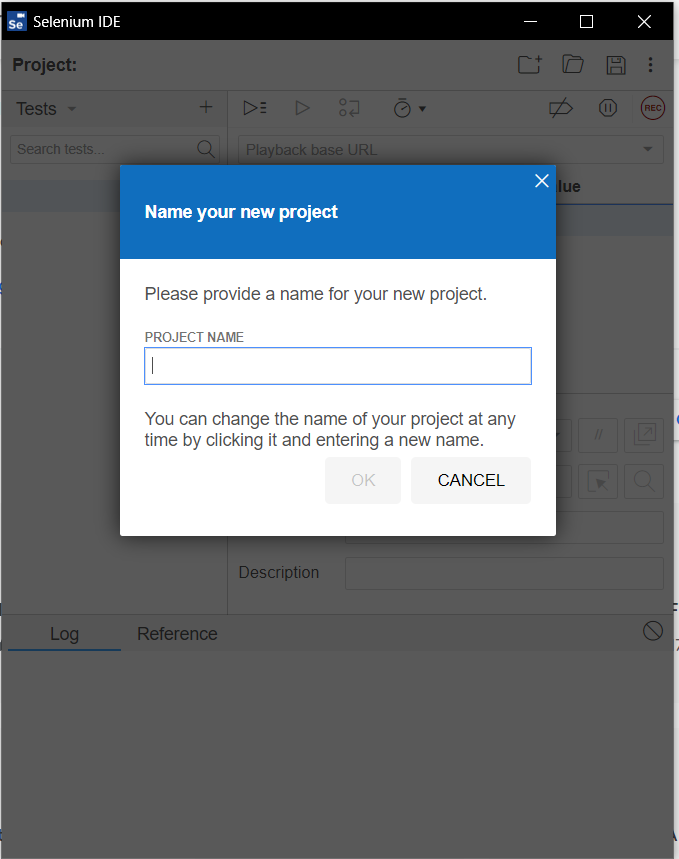 Se Selenium IDE
Project:
Tests
REC
Search tests...
Playback base URL
lue
Name your new project
Please provide a name for your new project.
PROJECT NAME
You can change the name of your project at any
time by clicking it and entering a new name.
OK CANCEL
//
Description
Log Reference